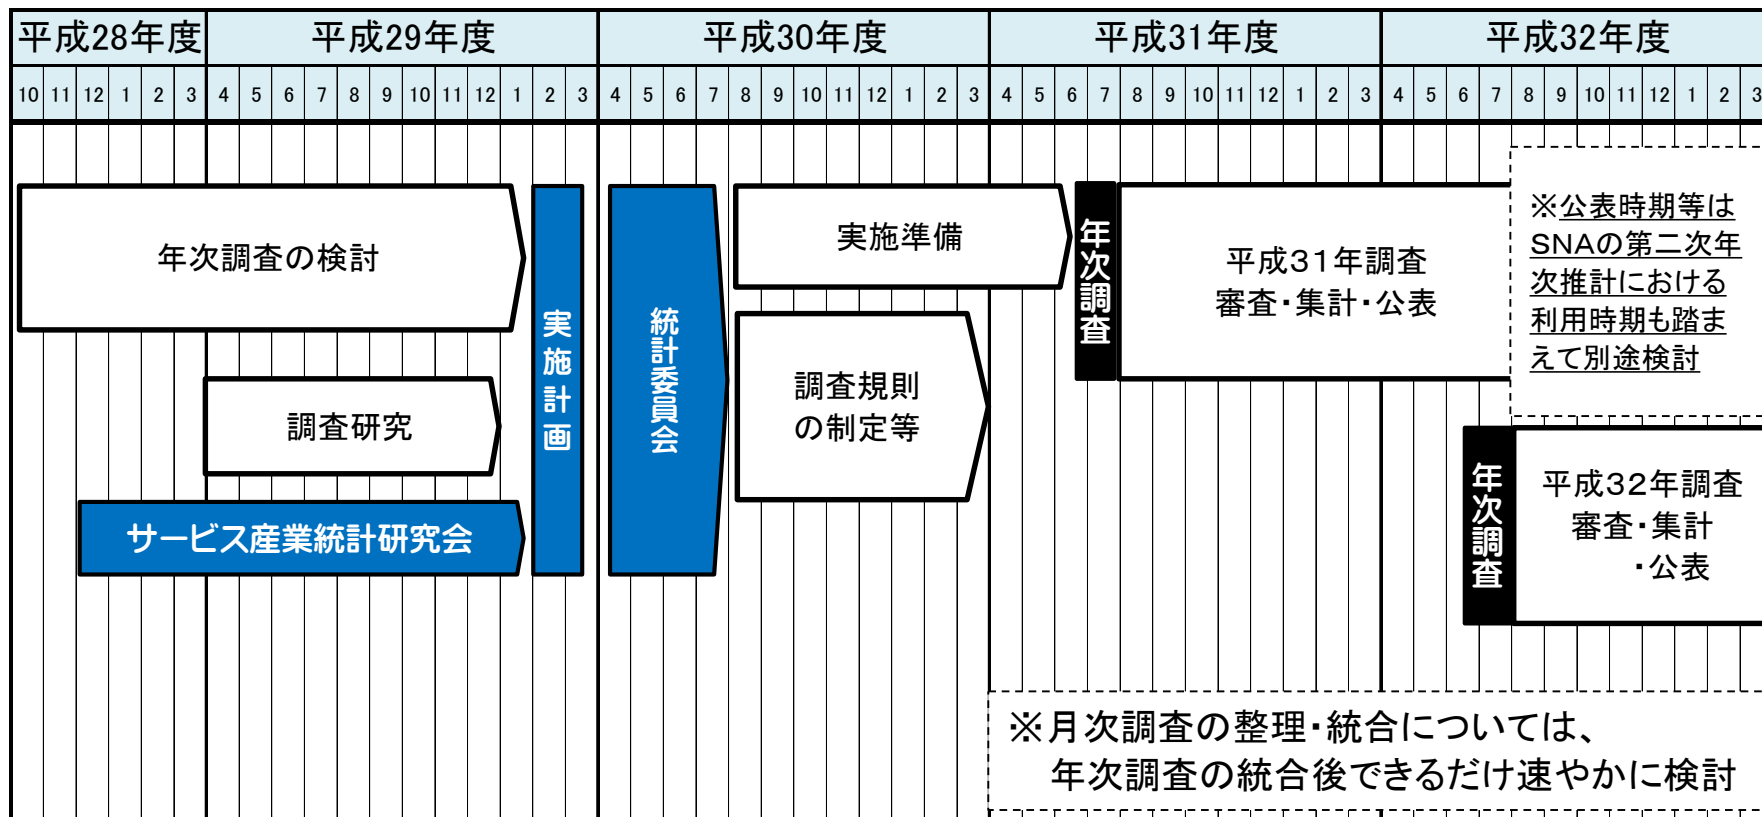 平成28年度 平成29年度 平成30年度 平成31年度 平成32年度
10 11 12 1 2 3 4 5 6 7 8 9 10 11 12 1 2 3 4 5 6 7 8 9 10 11 12 1 2 3 4 5 6 7 8 9 10 11 12 1 2 3 4 5 6 7 8 9 10 11 12 1 2 3
年次調査の検討
調査研究
サービス産業統計研究会
実施計画
統計委員会
実施準備
調査規則
の制定等
年次調査
平成31年調査
審査・集計・公表
※公表時期等は
SNAの第二次年
次推計における
利用時期も踏ま
えて別途検討
年次調査
平成32年調査
審査・集計
・公表
※月次調査の整理・統合については、
年次調査の統合後できるだけ速やかに検討